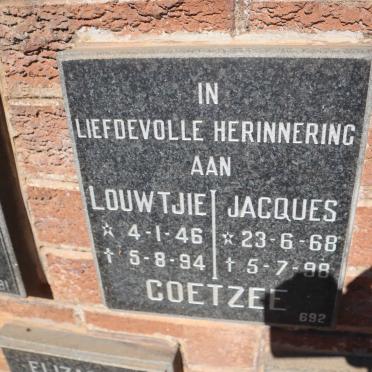 IN
LIEFDEVOLLE HERINNERING
AAN
LOUWTJIE JACQUES
☆ 4-1-46 ☆ 23-6-68
† 5-8-94 † 5-7-98
COETZEE
692